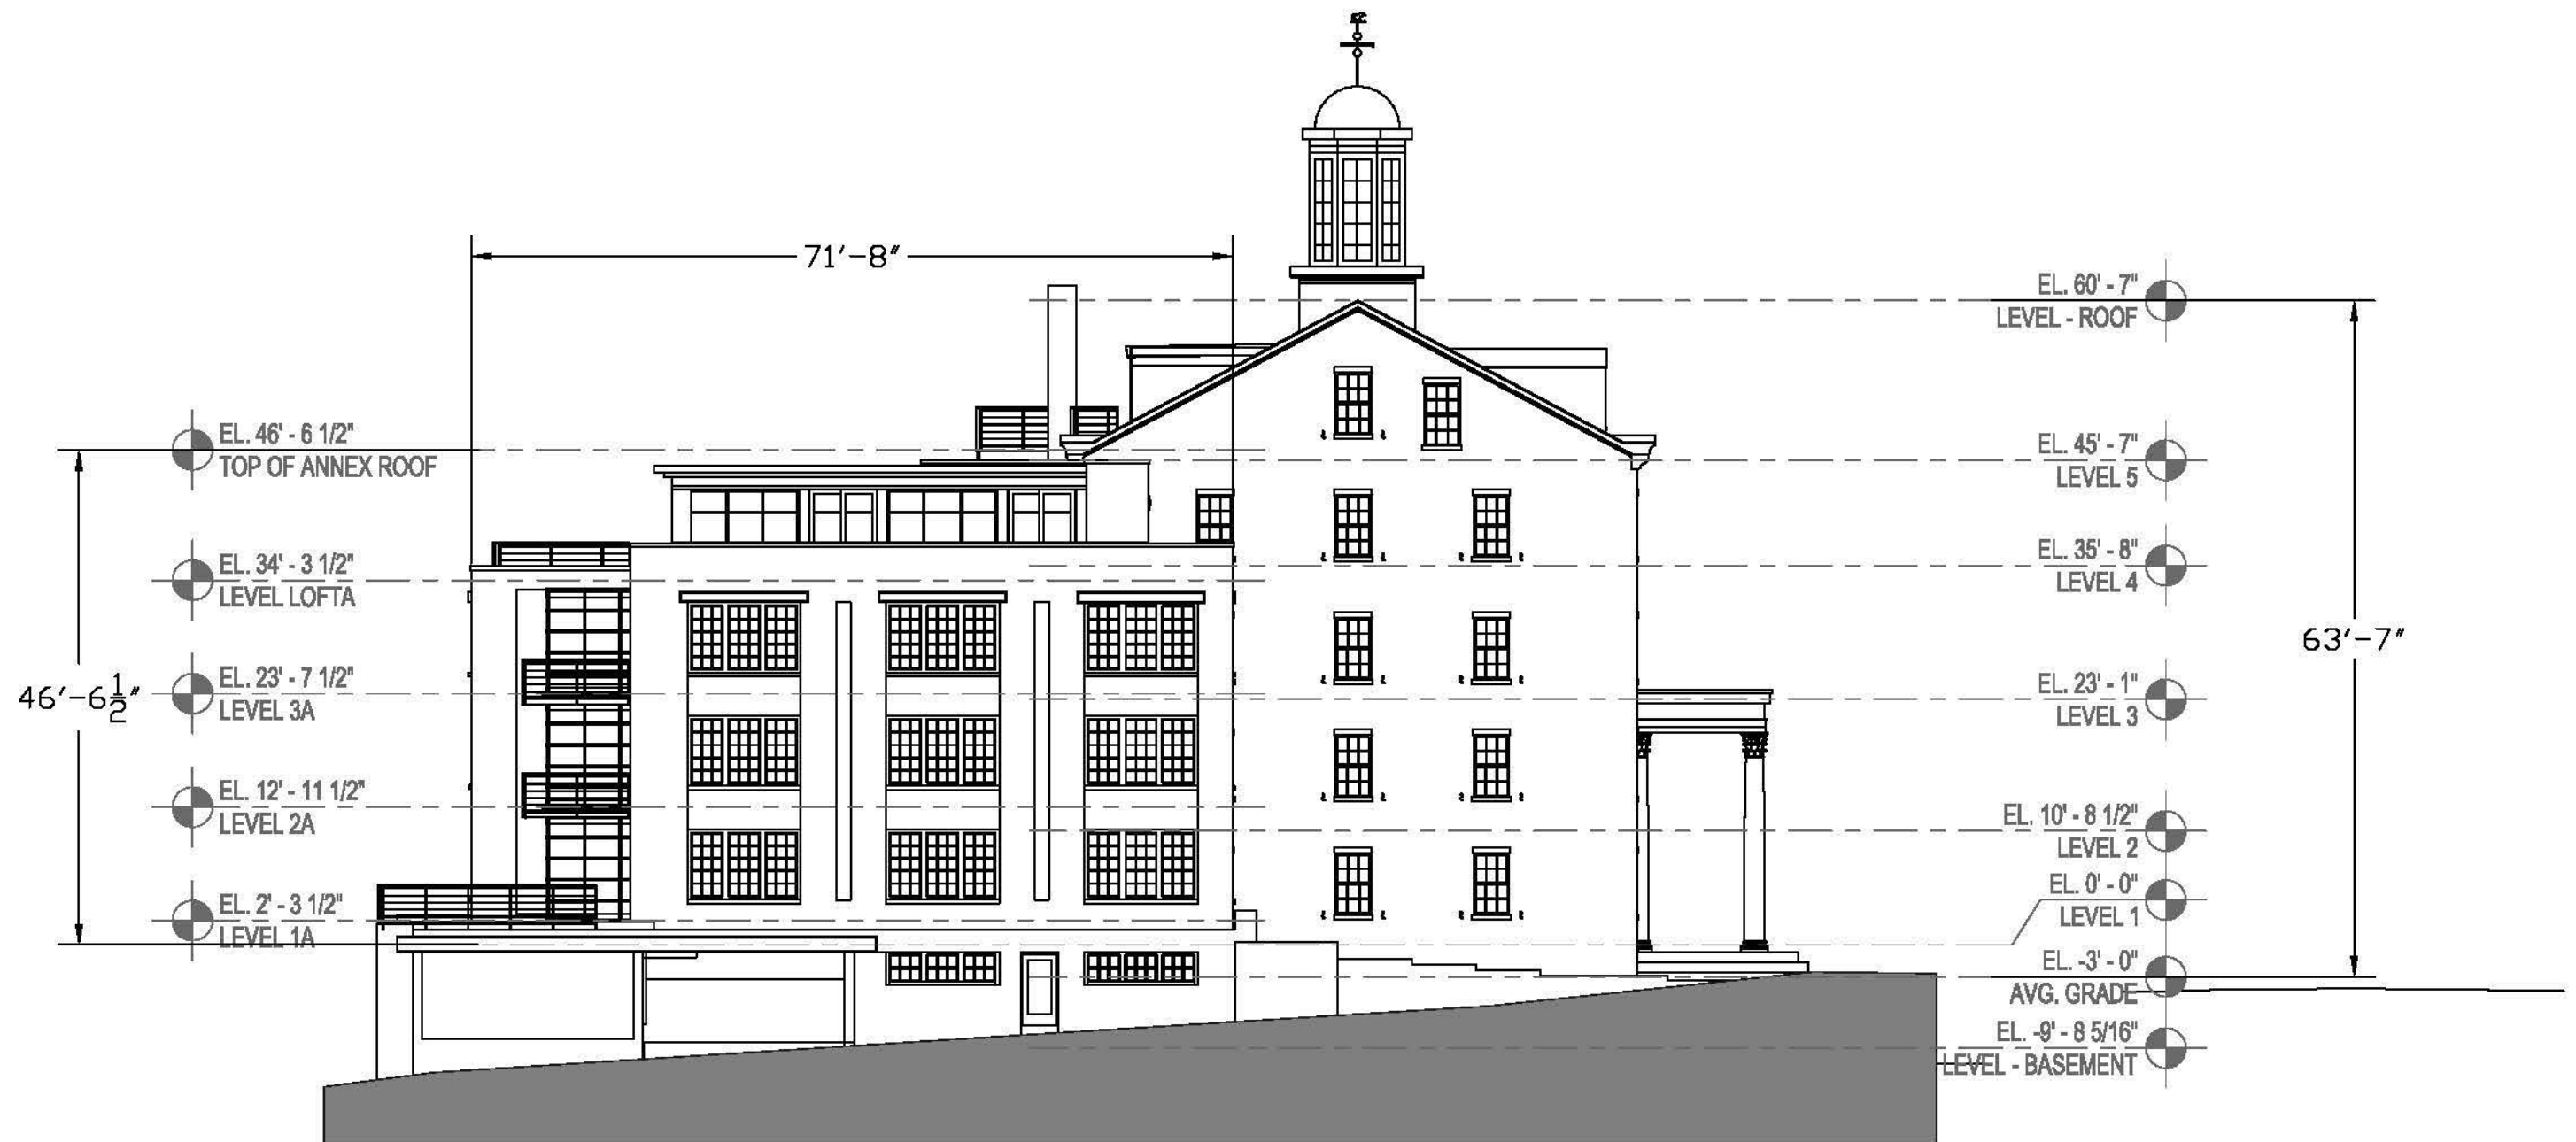 71'-8"
EL. 60' - 7"
LEVEL - ROOF
EL. 46' - 6 1/2"
TOP OF ANNEX ROOF
EL. 45' - 7"
LEVEL 5
EL. 34' - 3 1/2"
LEVEL LOFTA
EL. 35' - 8"
LEVEL 4
63'-7"
46'-6 1/2"
EL. 23' - 7 1/2"
LEVEL 3A
EL. 23' - 1"
LEVEL 3
EL. 12' - 11 1/2"
LEVEL 2A
EL. 10' - 8 1/2"
LEVEL 2
EL. 2' - 3 1/2"
LEVEL 1A
EL. 0' - 0"
LEVEL 1
EL. -3' - 0"
AVG. GRADE
EL. -9' - 8 5/16"
LEVEL - BASEMENT